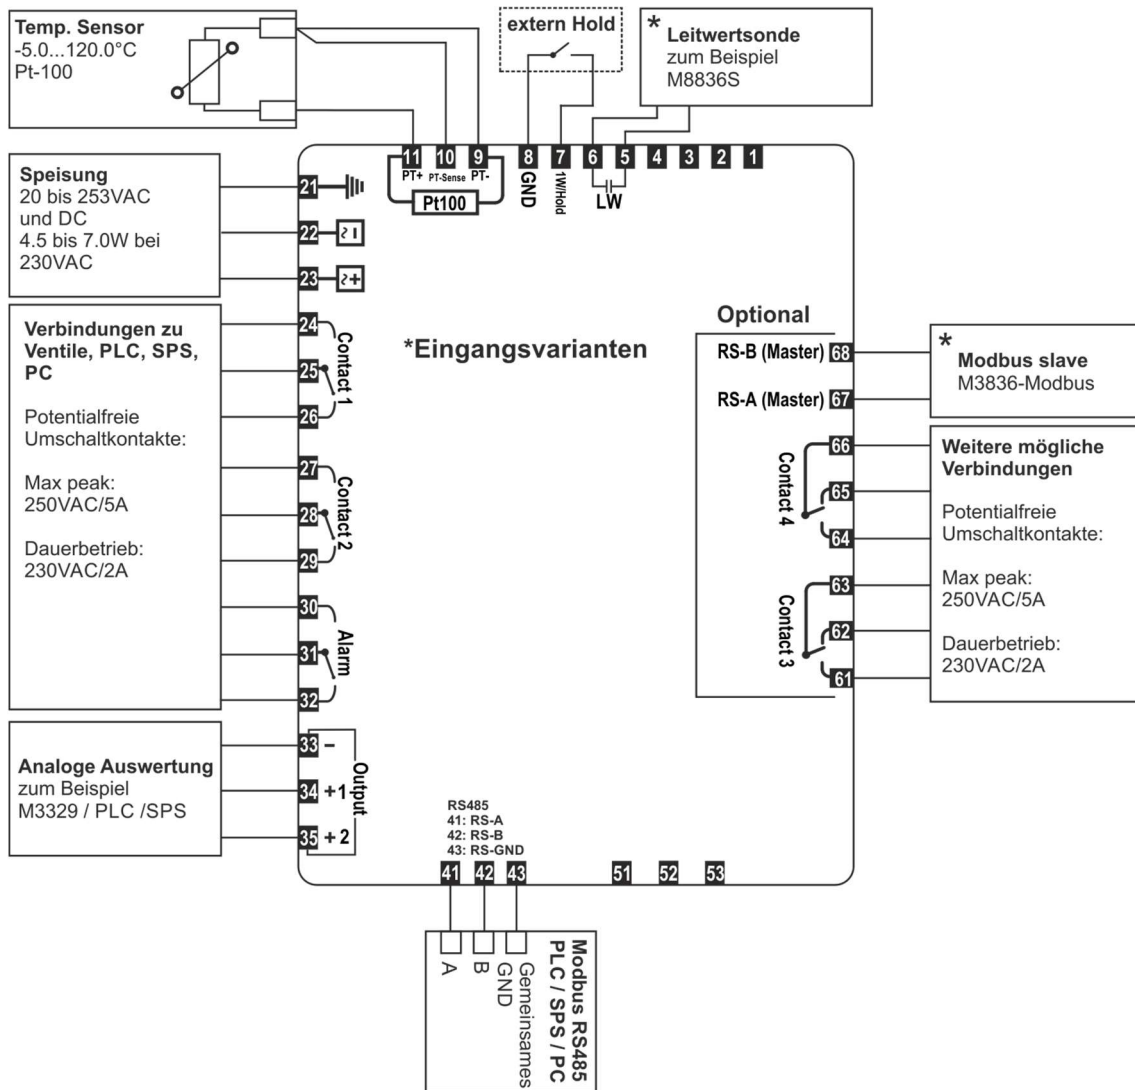 Temp. Sensor
-5.0...120.0°C
Pt-100
extern Hold
* Leitwertsonde
zum Beispiel
M8836S
11
10
9
8
7
6
5
4
3
2
1
PT+
PT-Sense
PT-
Pt100
GND
1W/Hold
LW
Speisung
20 bis 253VAC
und DC
4.5 bis 7.0W bei
230VAC
21
22
~ -
23
~ +
Verbindungen zu
Ventile, PLC, SPS,
PC
Potentialfreie
Umschaltkontakte:
Max peak:
250VAC/5A
Dauerbetrieb:
230VAC/2A
24
25
26
Contact 1
27
28
29
Contact 2
30
31
32
Alarm
Analoge Auswertung
zum Beispiel
M3329 / PLC /SPS
33 -
34 + 1
35 + 2
Output
*Eingangsvarianten
Optional
RS-B (Master) 68
RS-A (Master) 67
66
65
64
Contact 4
63
62
61
Contact 3
*
Modbus slave
M3836-Modbus
Weitere mögliche
Verbindungen
Potentialfreie
Umschaltkontakte:
Max peak:
250VAC/5A
Dauerbetrieb:
230VAC/2A
RS485
41: RS-A
42: RS-B
43: RS-GND
41
42
43
51
52
53
A
B
Gemeinsames
GND
Modbus RS485
PLC / SPS / PC